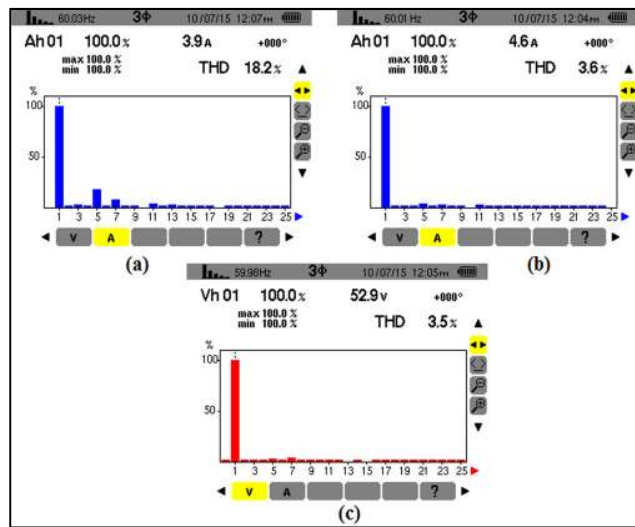 60.03Hz 3Φ 10/07/15 12:07PM
Ah 01 100.0% 3.9A +000°
max 100.0 %
min 100.0 %
THD 18.2%
%
100
50
1 3 5 7 9 11 13 15 17 19 21 23 25
V A ?
(a)
60.01 Hz 3Φ 10/07/15 12:04PM
Ah 01 100.0% 4.6A +000°
max 100.0 %
min 100.0 %
THD 3.6%
%
100
50
1 3 5 7 9 11 13 15 17 19 21 23 25
V A ?
(b)
59.98Hz 3Φ 10/07/15 12:05PM
Vh 01 100.0% 52.9V +000°
max 100.0 %
min 100.0 %
THD 3.5%
%
100
50
1 3 5 7 9 11 13 15 17 19 21 23 25
V A ?
(c)